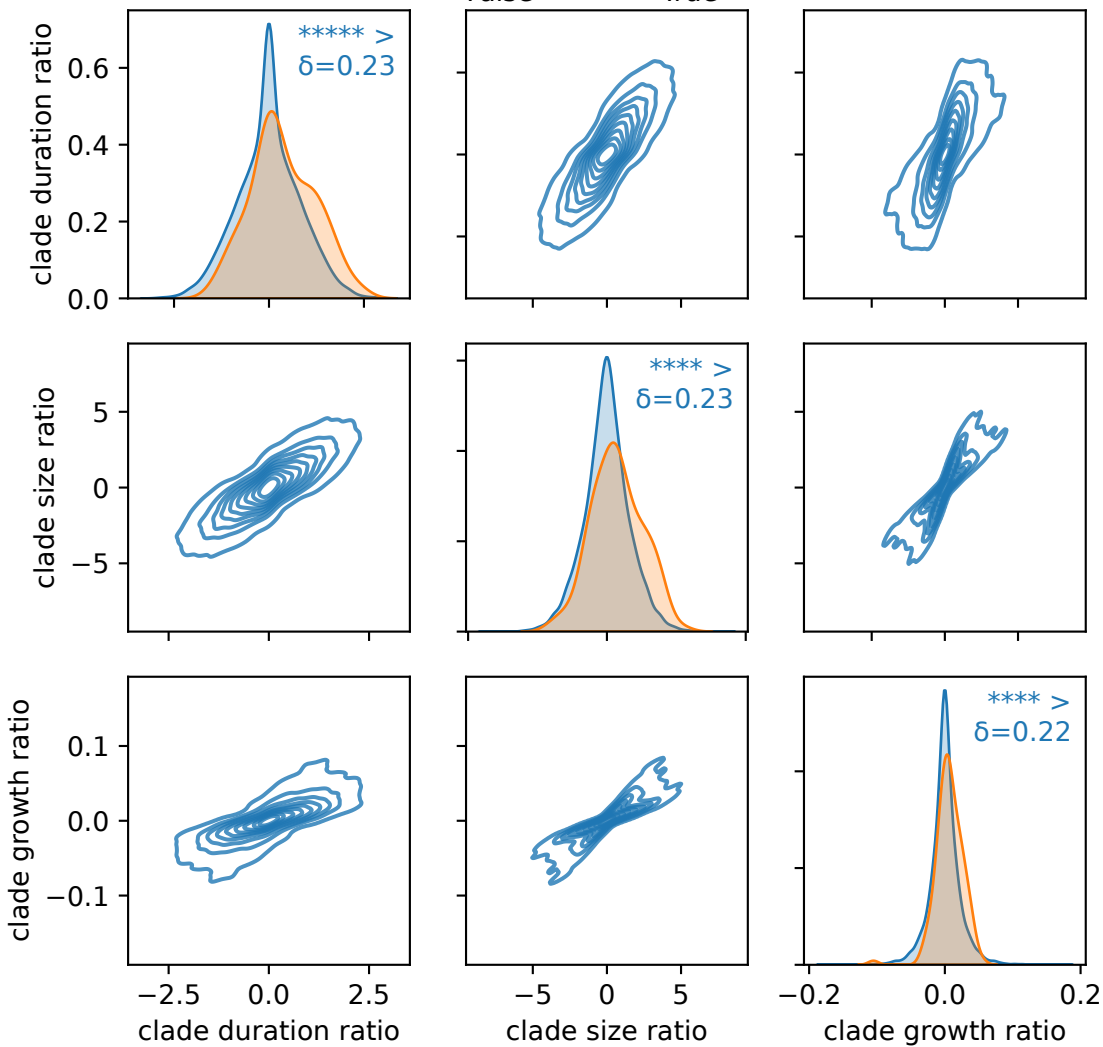 ***** >
δ=0.23
clade duration ratio
0.6
0.4
0.2
0.0
**** >
δ=0.23
clade size ratio
5
0
−5
**** >
δ=0.22
clade growth ratio
0.1
0.0
−0.1
−2.5 0.0 2.5
−5 0 5
−0.2 0.0 0.2
clade duration ratio
clade size ratio
clade growth ratio